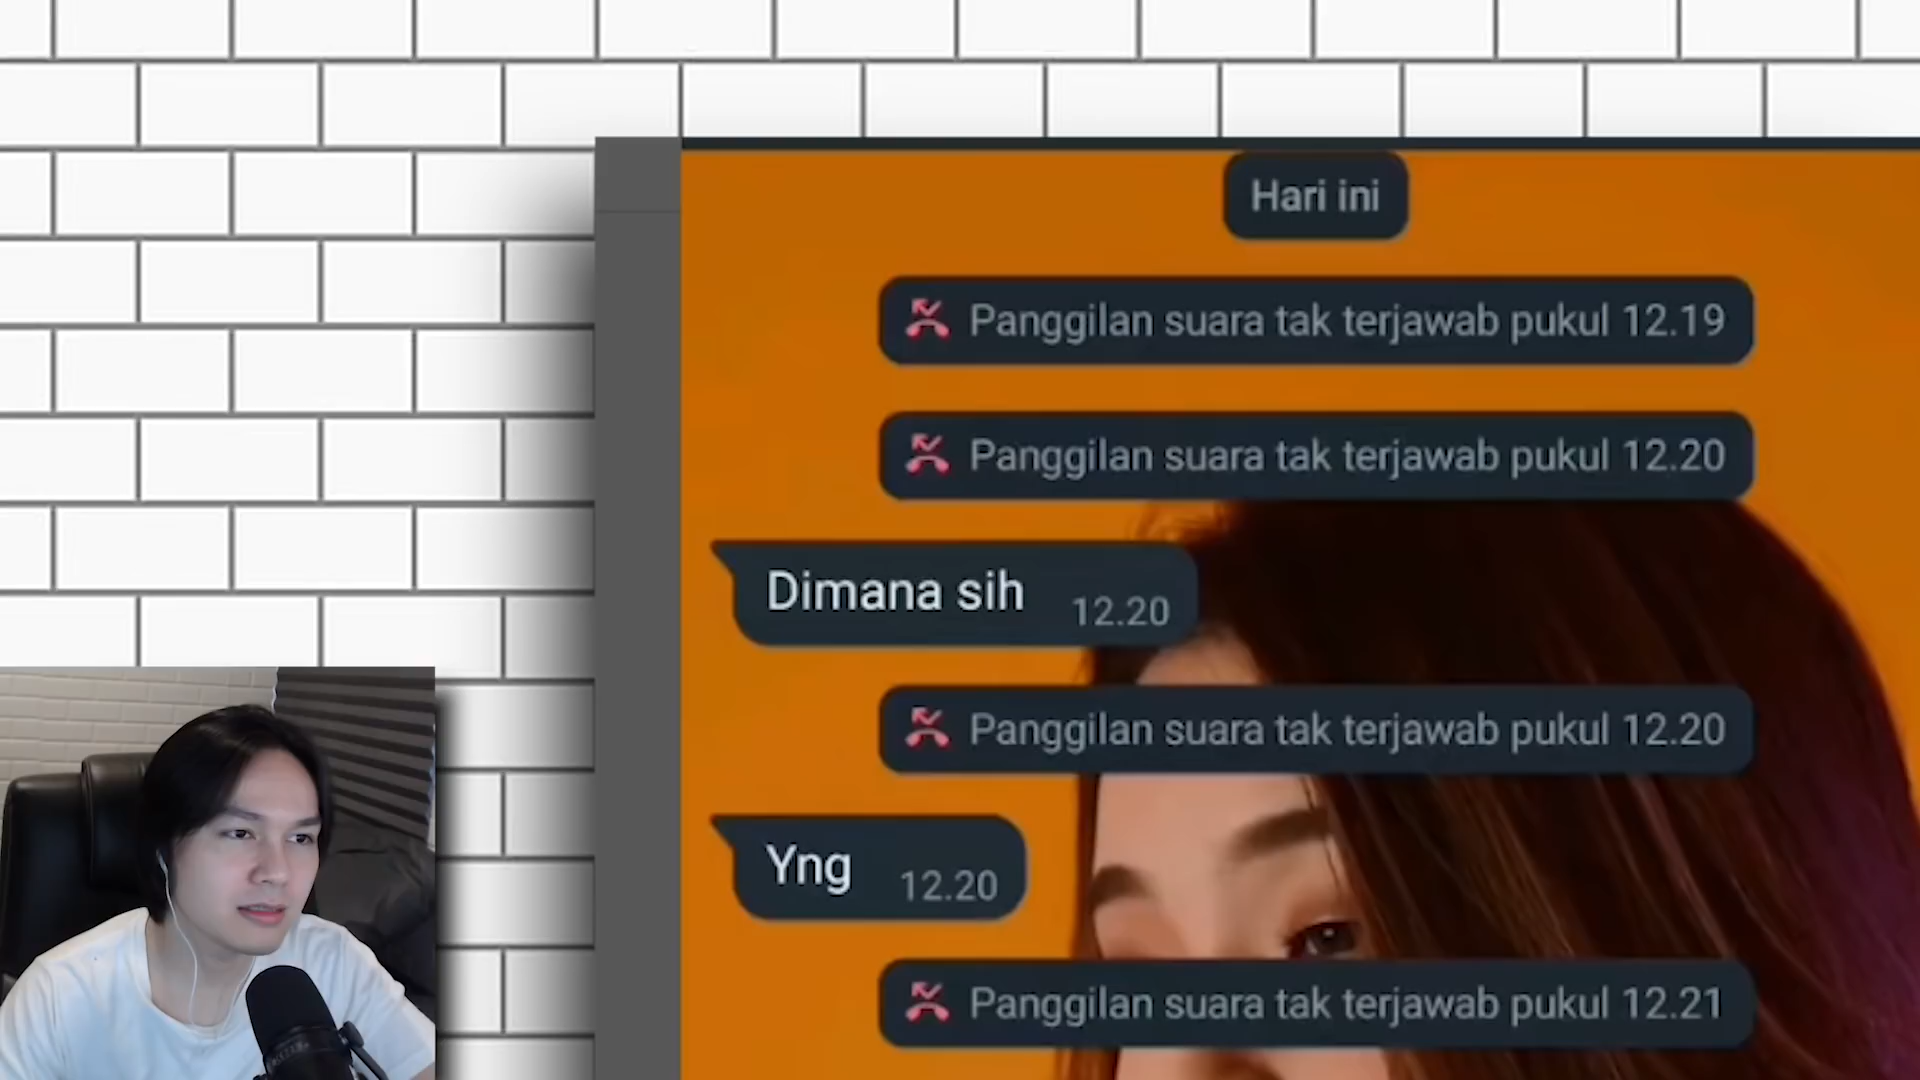 Hari ini
Panggilan suara tak terjawab pukul 12.19
Panggilan suara tak terjawab pukul 12.20
Dimana sih 12.20
Panggilan suara tak terjawab pukul 12.20
Yng 12.20
Panggilan suara tak terjawab pukul 12.21